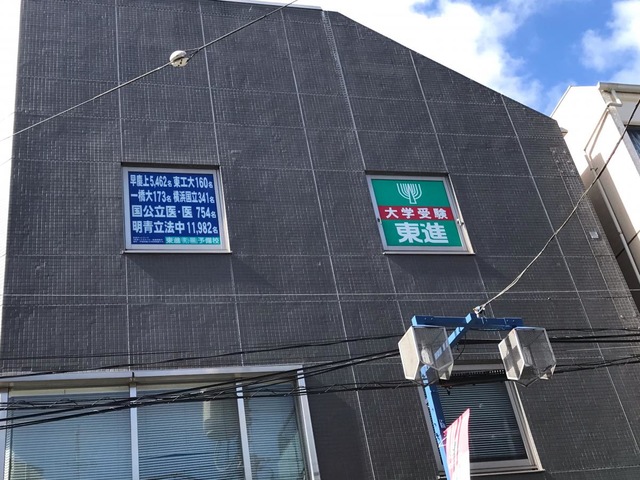 早慶上5,462名 東工大160名
一橋大173名 横浜国立341名
国公立医・医 754名
明青立法中 11,982名
大学受験
東進